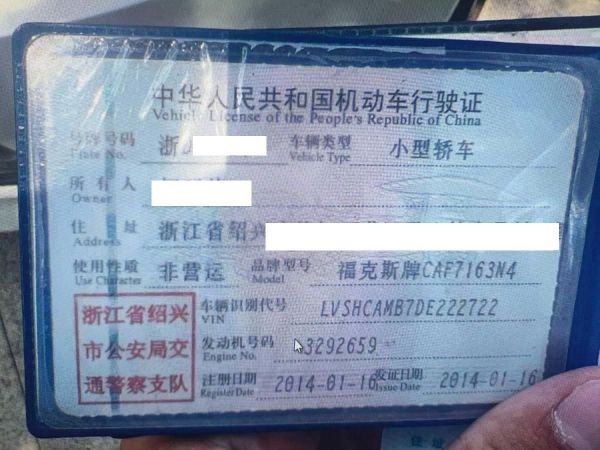 中华人民共和国机动车行驶证
Vehicle License of the People's Republic of China
号牌号码 浙 车辆类型 小型轿车
Plate No. Vehicle Type
所有人
Owner
住址 浙江省绍兴
Address
使用性质 非营运 品牌型号 福克斯牌CAF7163N4
Use Character Model
浙江省绍兴
市公安局交
通警察支队
车辆识别代号 LVSHCAMB7DE222722
VIN
发动机号码 3292659
Engine No.
注册日期 2014-01-16 发证日期 2014-01-16
Register Date Issue Date
住址